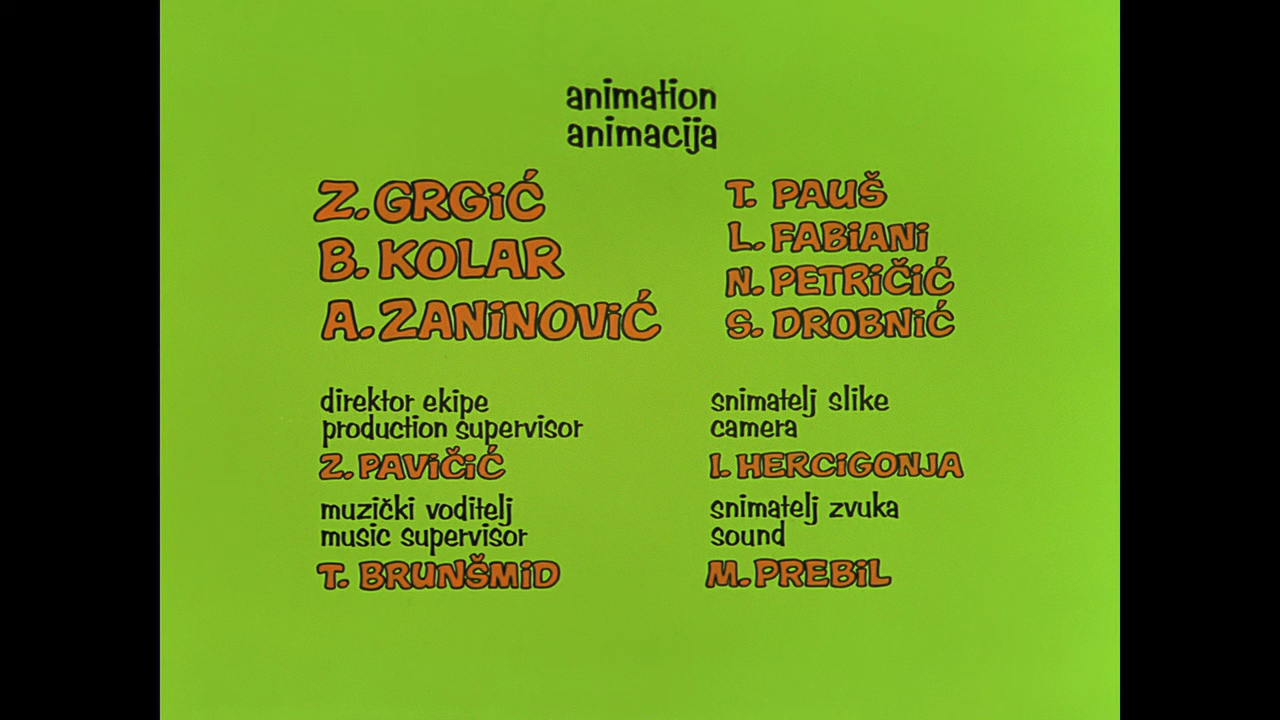 animation
animacija
Z. GRGiĆ
B. KOLAR
A. ZANiNOViĆ
T. PAUŠ
L. FABiANi
N. PETRiČiĆ
S. DROBNiĆ
direktor ekipe
production supervisor
Z. PAViČiĆ
muzički voditelj
music supervisor
T. BRUNŠMiD
snimatelj slike
camera
I. HERCiGONJA
snimatelj zvuka
sound
M. PREBiL